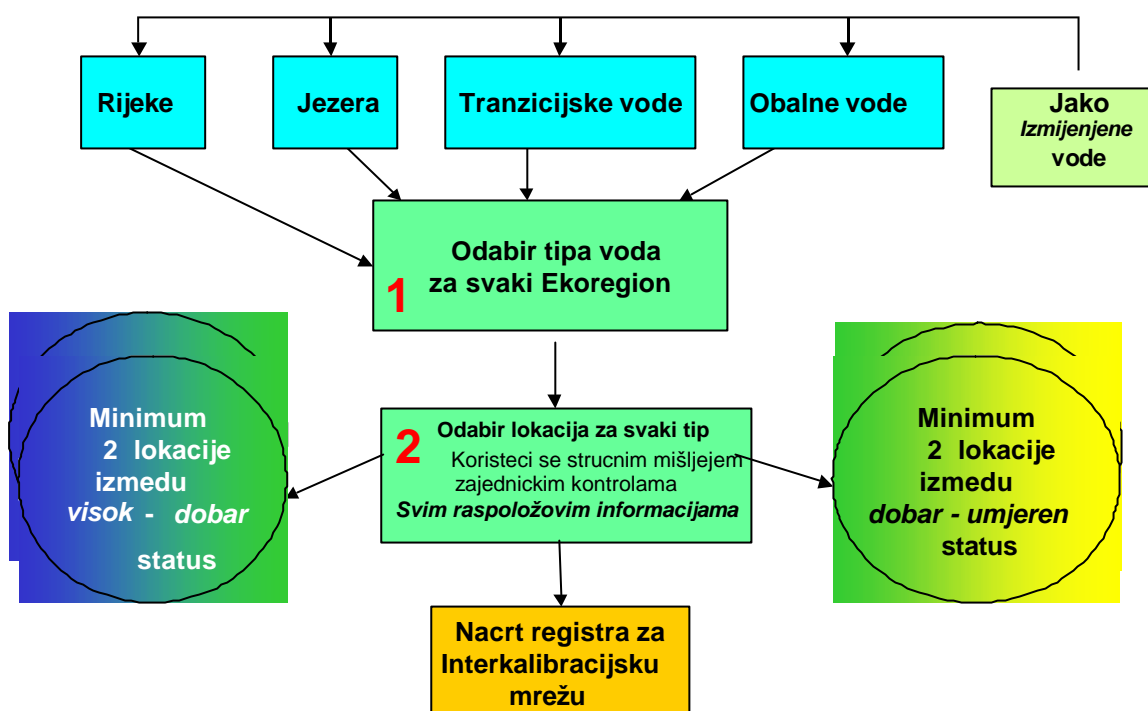 Rijeke
Jezera
Tranzicijske vode
Obalne vode
Jako
Izmijenjene
vode
Odabir tipa voda
za svaki Ekoregion
1
Minimum
2 lokacije
izmedu
visok - dobar
status
2
Odabir lokacija za svaki tip
Koristeci se strucnim mišljejem
zajednickim kontrolama
Svim raspoložovim informacijama
Minimum
2 lokacije
izmedu
dobar - umjeren
status
Nacrt registra za
Interkalibracijsku
mrežu